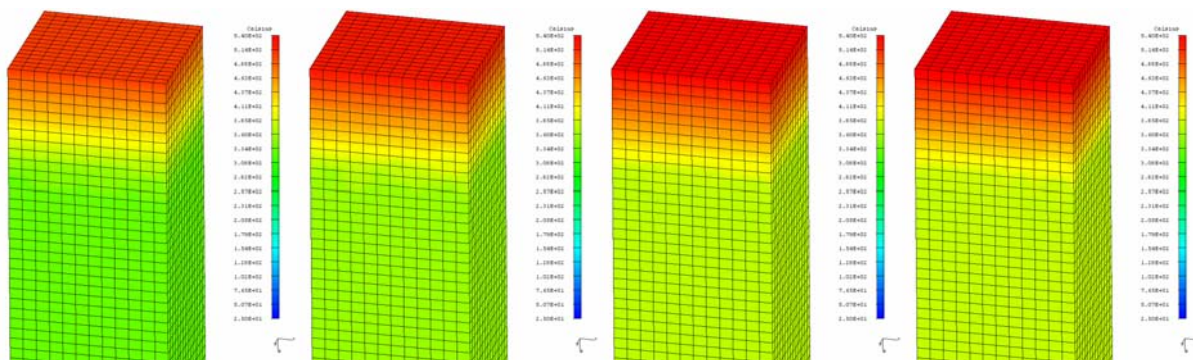 Celsius
5.40E+02
5.14E+02
4.88E+02
4.63E+02
4.37E+02
4.11E+02
3.85E+02
3.60E+02
3.34E+02
3.08E+02
2.82E+02
2.57E+02
2.31E+02
2.05E+02
1.79E+02
1.54E+02
1.28E+02
1.02E+02
7.65E+01
5.07E+01
2.50E+01
Celsius
5.40E+02
5.14E+02
4.88E+02
4.63E+02
4.37E+02
4.11E+02
3.85E+02
3.60E+02
3.34E+02
3.08E+02
2.82E+02
2.57E+02
2.31E+02
2.05E+02
1.79E+02
1.54E+02
1.28E+02
1.02E+02
7.65E+01
5.07E+01
2.50E+01
Celsius
5.40E+02
5.14E+02
4.88E+02
4.63E+02
4.37E+02
4.11E+02
3.85E+02
3.60E+02
3.34E+02
3.08E+02
2.82E+02
2.57E+02
2.31E+02
2.05E+02
1.79E+02
1.54E+02
1.28E+02
1.02E+02
7.65E+01
5.07E+01
2.50E+01
Celsius
5.40E+02
5.14E+02
4.88E+02
4.63E+02
4.37E+02
4.11E+02
3.85E+02
3.60E+02
3.34E+02
3.08E+02
2.82E+02
2.57E+02
2.31E+02
2.05E+02
1.79E+02
1.54E+02
1.28E+02
1.02E+02
7.65E+01
5.07E+01
2.50E+01